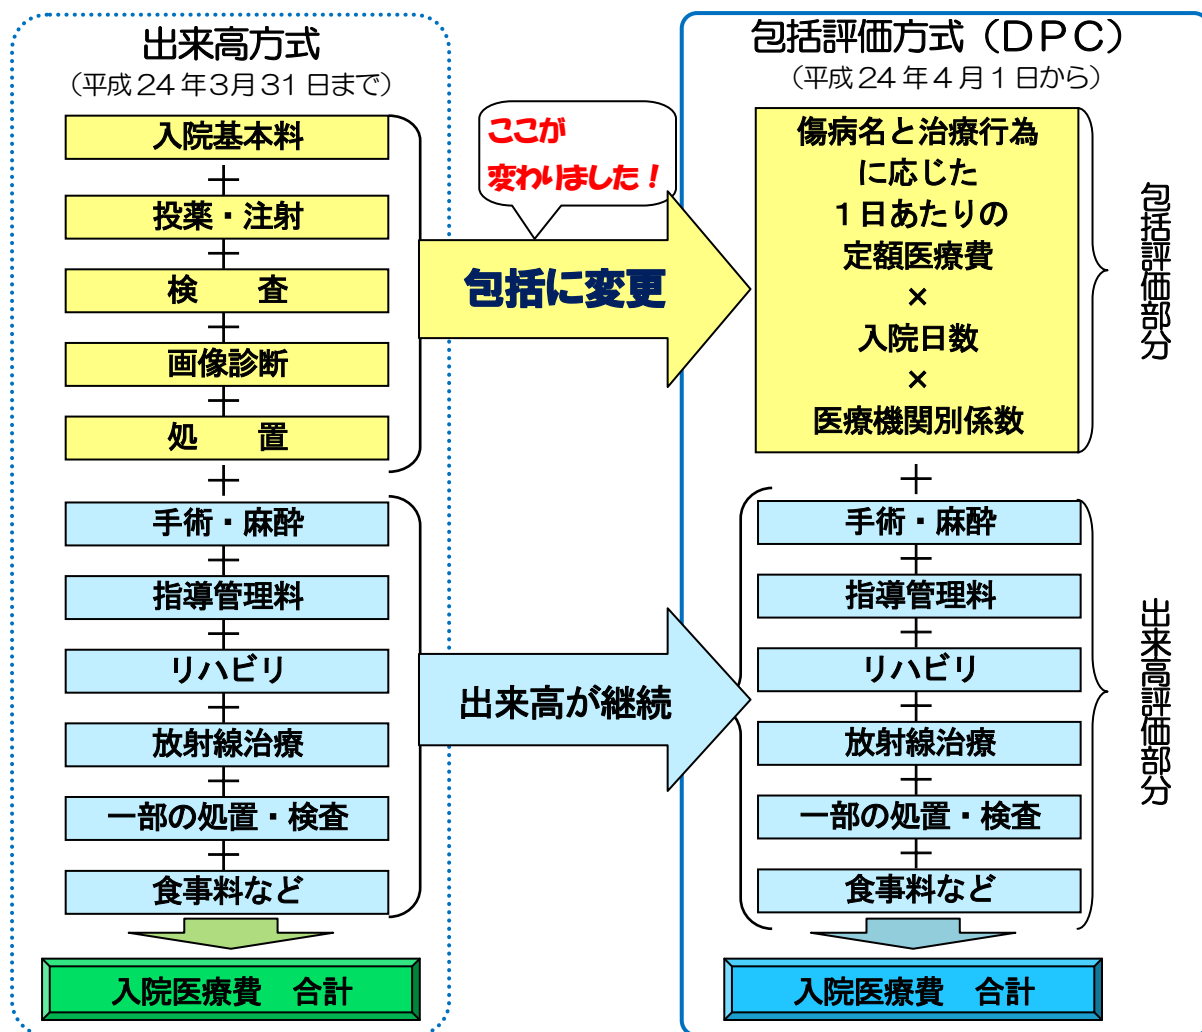 出来高方式
（平成24年3月31日まで）
入院基本料
＋
投薬・注射
＋
検　査
＋
画像診断
＋
処　置
＋
手術・麻酔
＋
指導管理料
＋
リハビリ
＋
放射線治療
＋
一部の処置・検査
＋
食事料など
入院医療費　合計
ここが
変わりました！
包括に変更
出来高が継続
包括評価方式（DPC）
（平成24年4月1日から）
傷病名と治療行為
に応じた
1日あたりの
定額医療費
×
入院日数
×
医療機関別係数
包括評価部分
＋
手術・麻酔
＋
指導管理料
＋
リハビリ
＋
放射線治療
＋
一部の処置・検査
＋
食事料など
出来高評価部分
入院医療費　合計